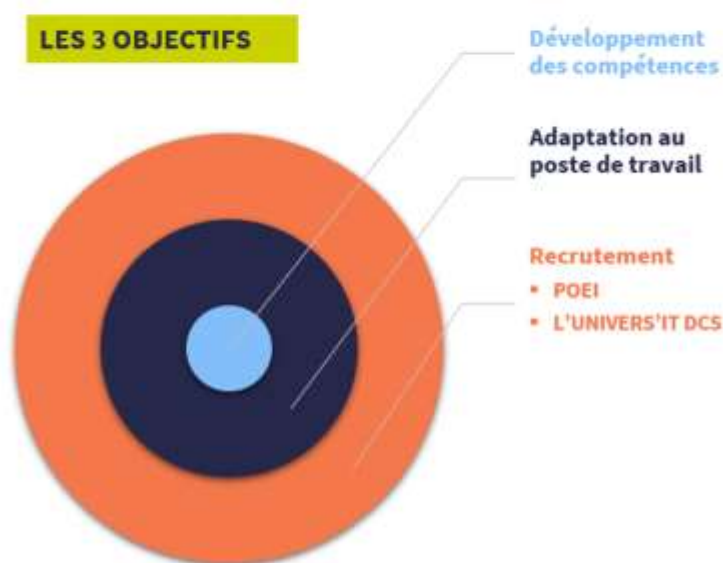 LES 3 OBJECTIFS
Développement
des compétences
Adaptation au
poste de travail
Recrutement
▪ POEI
▪ L'UNIVERS'IT DCS